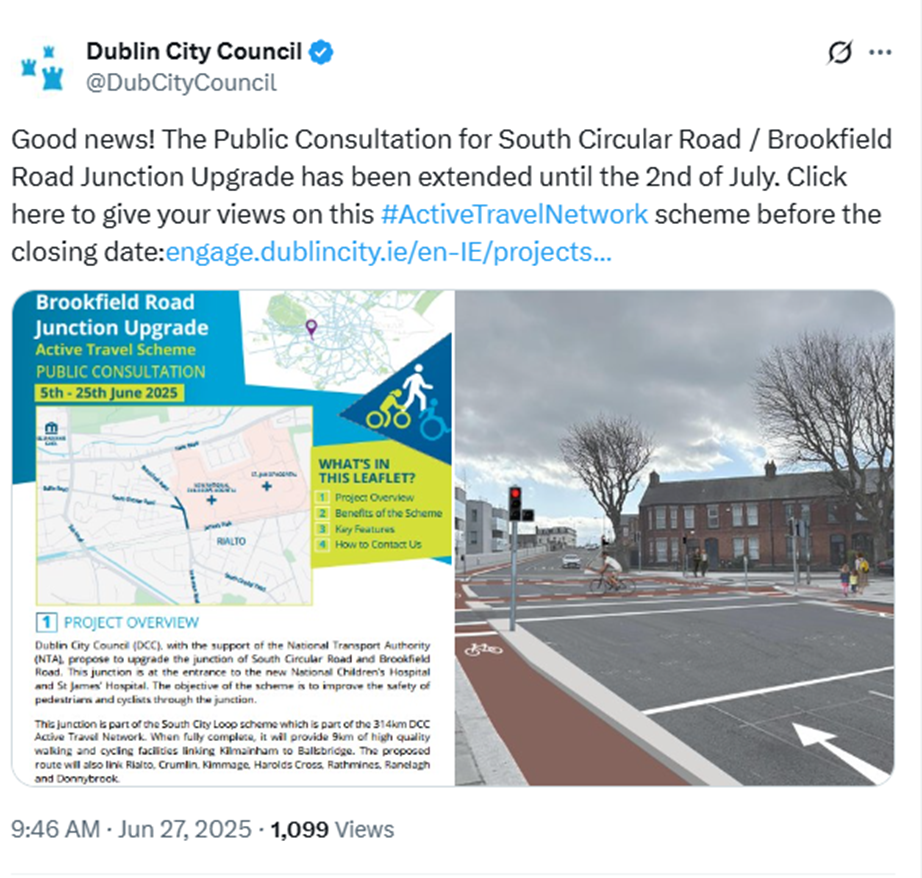 Dublin City Council
@DubCityCouncil
Good news! The Public Consultation for South Circular Road / Brookfield
Road Junction Upgrade has been extended until the 2nd of July. Click
here to give your views on this #ActiveTravelNetwork scheme before the
closing date:engage.dublincity.ie/en-IE/projects...
Brookfield Road
Junction Upgrade
Active Travel Scheme
PUBLIC CONSULTATION
5th - 25th June 2025
RIALTO
WHAT'S IN
THIS LEAFLET?
1 Project Overview
2 Benefits of the Scheme
3 Key Features
4 How to Contact Us
1 PROJECT OVERVIEW
Dublin City Council (DCC), with the support of the National Transport Authority
(NTA), propose to upgrade the junction of South Circular Road and Brookfield
Road. This junction is at the entrance to the new National Children's Hospital
and St James' Hospital. The objective of the scheme is to improve the safety of
pedestrians and cyclists through the junction.
This junction is part of the South City Loop scheme which is part of the 314km DCC
Active Travel Network. When fully complete, it will provide 9km of high quality
walking and cycling facilities linking Kilmainham to Ballsbridge. The proposed
route will also link Rialto, Crumlin, Kimmage, Harolds Cross, Rathmines, Ranelagh
and Donnybrook.
9:46 AM · Jun 27, 2025 · 1,099 Views